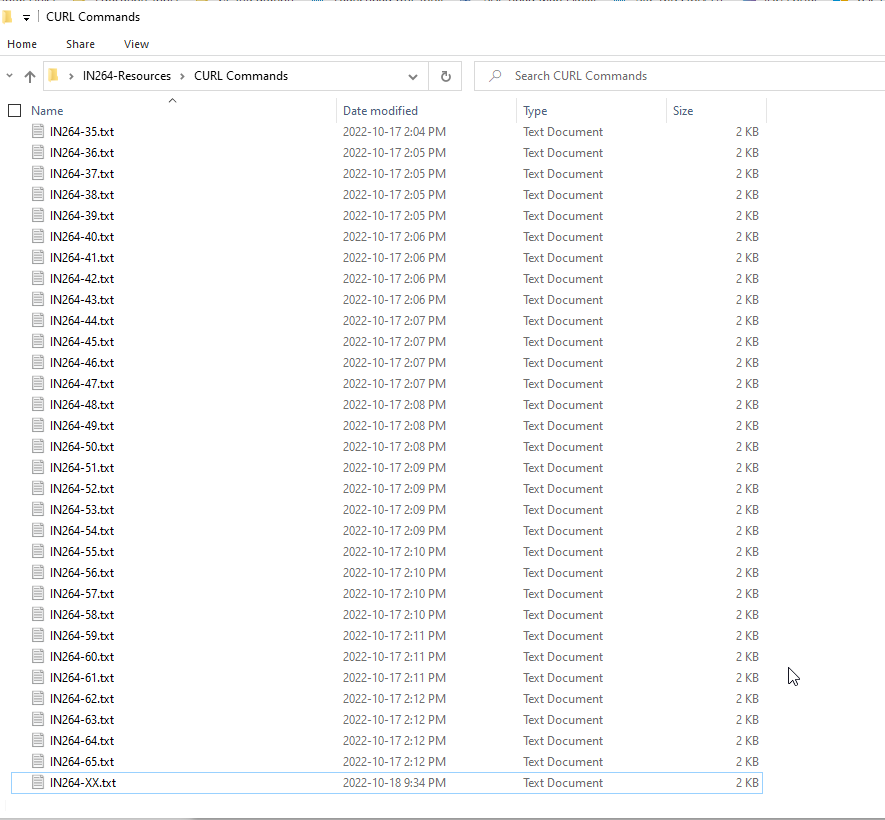 CURL Commands
Home Share View
IN264-Resources CURL Commands Search CURL Commands
Name Date modified Type Size
IN264-35.txt 2022-10-17 2:04 PM Text Document 2 KB
IN264-36.txt 2022-10-17 2:05 PM Text Document 2 KB
IN264-37.txt 2022-10-17 2:05 PM Text Document 2 KB
IN264-38.txt 2022-10-17 2:05 PM Text Document 2 KB
IN264-39.txt 2022-10-17 2:05 PM Text Document 2 KB
IN264-40.txt 2022-10-17 2:06 PM Text Document 2 KB
IN264-41.txt 2022-10-17 2:06 PM Text Document 2 KB
IN264-42.txt 2022-10-17 2:06 PM Text Document 2 KB
IN264-43.txt 2022-10-17 2:06 PM Text Document 2 KB
IN264-44.txt 2022-10-17 2:07 PM Text Document 2 KB
IN264-45.txt 2022-10-17 2:07 PM Text Document 2 KB
IN264-46.txt 2022-10-17 2:07 PM Text Document 2 KB
IN264-47.txt 2022-10-17 2:07 PM Text Document 2 KB
IN264-48.txt 2022-10-17 2:08 PM Text Document 2 KB
IN264-49.txt 2022-10-17 2:08 PM Text Document 2 KB
IN264-50.txt 2022-10-17 2:08 PM Text Document 2 KB
IN264-51.txt 2022-10-17 2:09 PM Text Document 2 KB
IN264-52.txt 2022-10-17 2:09 PM Text Document 2 KB
IN264-53.txt 2022-10-17 2:09 PM Text Document 2 KB
IN264-54.txt 2022-10-17 2:09 PM Text Document 2 KB
IN264-55.txt 2022-10-17 2:10 PM Text Document 2 KB
IN264-56.txt 2022-10-17 2:10 PM Text Document 2 KB
IN264-57.txt 2022-10-17 2:10 PM Text Document 2 KB
IN264-58.txt 2022-10-17 2:10 PM Text Document 2 KB
IN264-59.txt 2022-10-17 2:11 PM Text Document 2 KB
IN264-60.txt 2022-10-17 2:11 PM Text Document 2 KB
IN264-61.txt 2022-10-17 2:11 PM Text Document 2 KB
IN264-62.txt 2022-10-17 2:12 PM Text Document 2 KB
IN264-63.txt 2022-10-17 2:12 PM Text Document 2 KB
IN264-64.txt 2022-10-17 2:12 PM Text Document 2 KB
IN264-65.txt 2022-10-17 2:12 PM Text Document 2 KB
IN264-XX.txt 2022-10-18 9:34 PM Text Document 2 KB